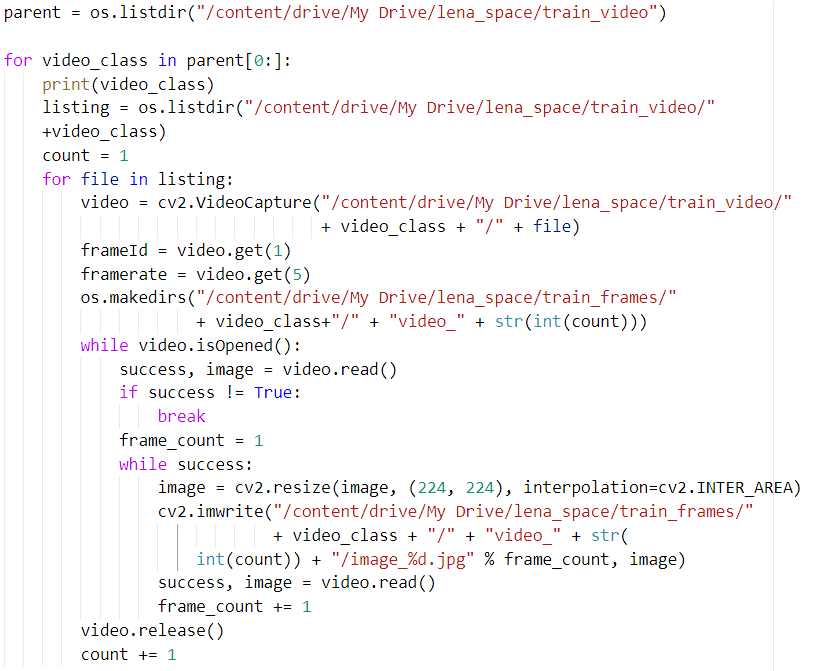 parent = os.listdir("/content/drive/My Drive/lena_space/train_video")
for video_class in parent[0:]:
print(video_class)
listing = os.listdir("/content/drive/My Drive/lena_space/train_video/"
+video_class)
count = 1
for file in listing:
video = cv2.VideoCapture("/content/drive/My Drive/lena_space/train_video/"
+ video_class + "/" + file)
frameId = video.get(1)
framerate = video.get(5)
os.makedirs("/content/drive/My Drive/lena_space/train_frames/"
+ video_class+"/" + "video_" + str(int(count)))
while video.isOpened():
success, image = video.read()
if success != True:
break
frame_count = 1
while success:
image = cv2.resize(image, (224, 224), interpolation=cv2.INTER_AREA)
cv2.imwrite("/content/drive/My Drive/lena_space/train_frames/"
+ video_class + "/" + "video_" + str(
int(count)) + "/image_%d.jpg" % frame_count, image)
success, image = video.read()
frame_count += 1
video.release()
count += 1